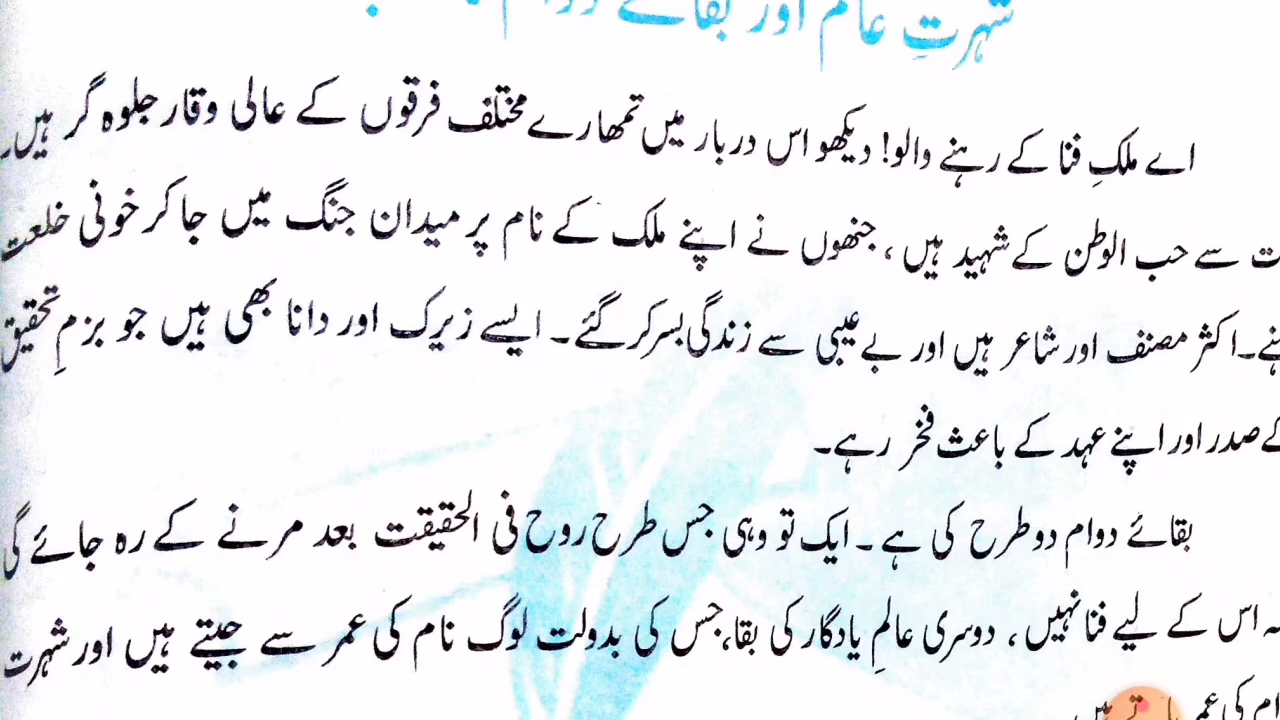 شہرتِ عام اور بقائے دوام کا
اے ملکِ فنا کے رہنے والو! دیکھو اس دربار میں تمھارے مختلف فرقوں کے عالی وقار جلوہ گر ہیں۔
سے حب الوطن کے شہید ہیں، جنھوں نے اپنے ملک کے نام پر میدان جنگ میں جا کر خونی خلعت
اکثر مصنف اور شاعر ہیں اور بے عیبی سے زندگی بسر کر گئے۔ ایسے زیرک اور دانا بھی ہیں جو بزمِ تحقیق
کے صدر اور اپنے عہد کے باعث فخر رہے۔
بقائے دوام دو طرح کی ہے۔ ایک تو وہی جس طرح روح فی الحقیقت بعد مرنے کے رہ جائے گی
اس کے لیے فنا نہیں، دوسری عالمِ یادگار کی بقا، جس کی بدولت لوگ نام کی عمر سے جیتے ہیں اور شہرت
کی عمر